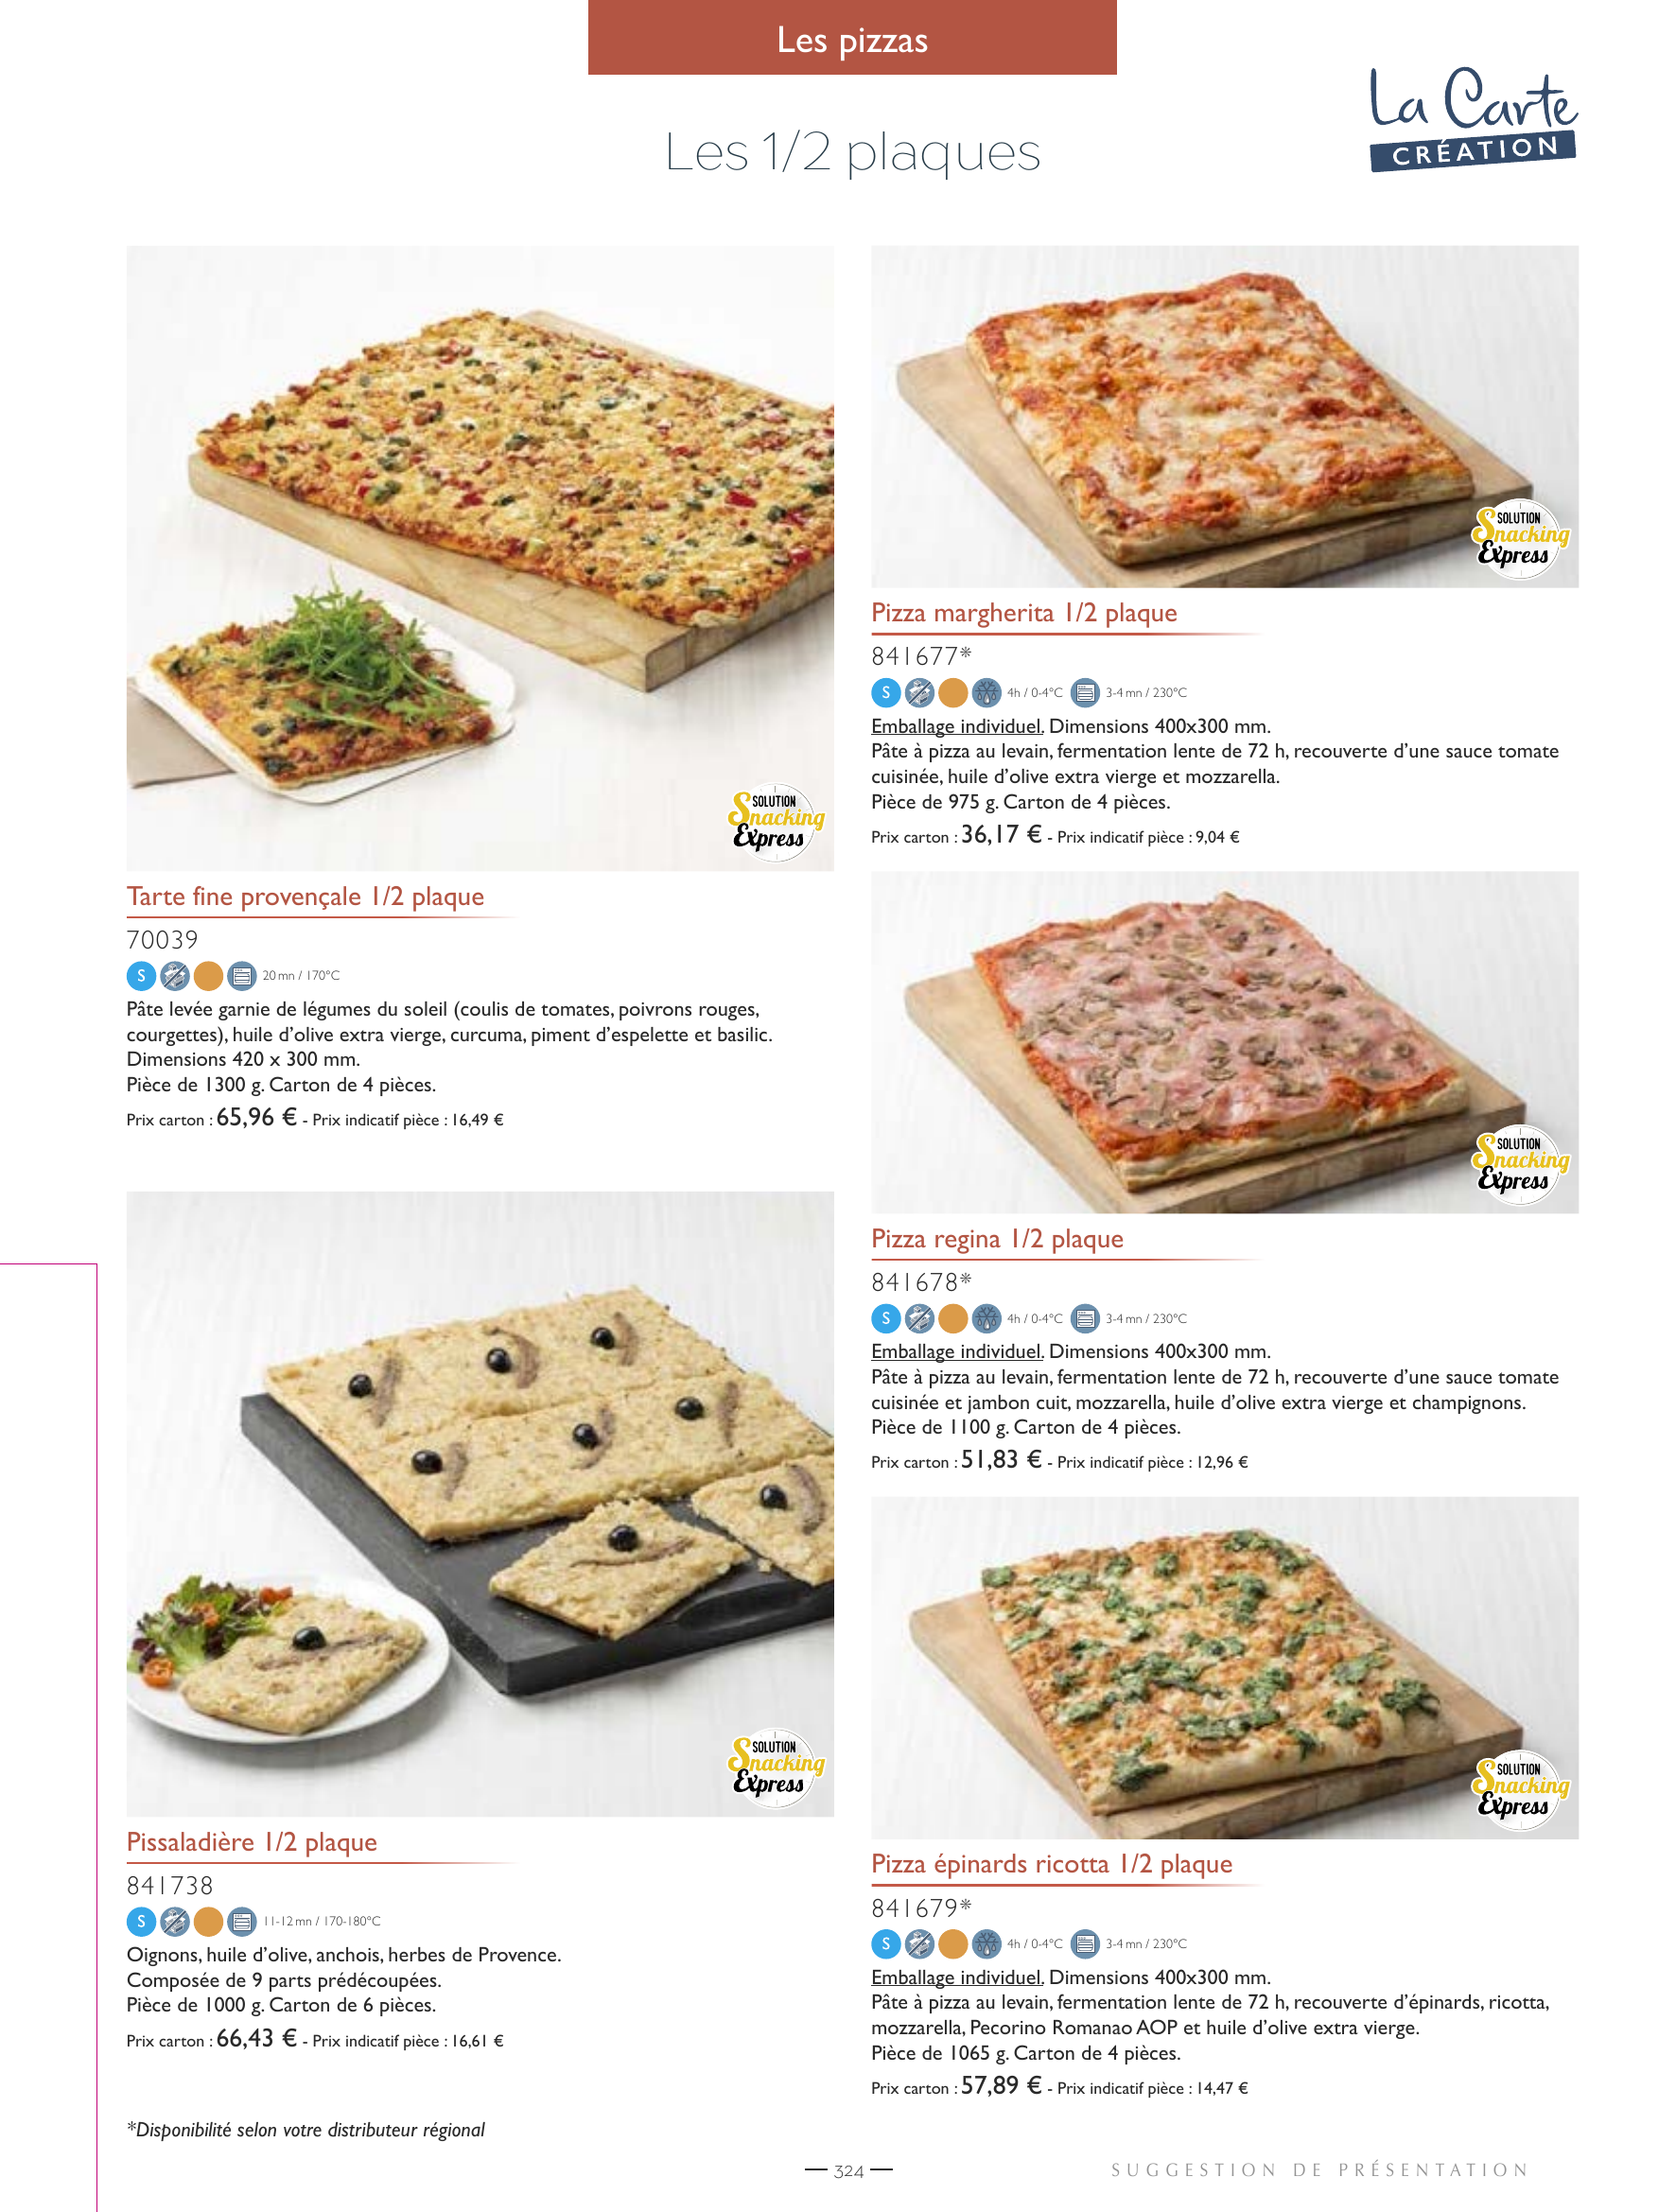 Les pizzas
La Carte
CRÉATION
Les 1/2 plaques
SOLUTION
Snacking
Express
Tarte fine provençale 1/2 plaque
70039
S 20 mn / 170°C
Pâte levée garnie de légumes du soleil (coulis de tomates, poivrons rouges,
courgettes), huile d’olive extra vierge, curcuma, piment d’espelette et basilic.
Dimensions 420 x 300 mm.
Pièce de 1300 g. Carton de 4 pièces.
Prix carton : 65,96 € - Prix indicatif pièce : 16,49 €
SOLUTION
Snacking
Express
Pissaladière 1/2 plaque
841738
S 11-12 mn / 170-180°C
Oignons, huile d’olive, anchois, herbes de Provence.
Composée de 9 parts prédécoupées.
Pièce de 1000 g. Carton de 6 pièces.
Prix carton : 66,43 € - Prix indicatif pièce : 16,61 €
SOLUTION
Snacking
Express
Pizza margherita 1/2 plaque
841677*
S 4h / 0-4°C 3-4 mn / 230°C
Emballage individuel. Dimensions 400x300 mm.
Pâte à pizza au levain, fermentation lente de 72 h, recouverte d’une sauce tomate
cuisinée, huile d’olive extra vierge et mozzarella.
Pièce de 975 g. Carton de 4 pièces.
Prix carton : 36,17 € - Prix indicatif pièce : 9,04 €
SOLUTION
Snacking
Express
Pizza regina 1/2 plaque
841678*
S 4h / 0-4°C 3-4 mn / 230°C
Emballage individuel. Dimensions 400x300 mm.
Pâte à pizza au levain, fermentation lente de 72 h, recouverte d’une sauce tomate
cuisinée et jambon cuit, mozzarella, huile d’olive extra vierge et champignons.
Pièce de 1100 g. Carton de 4 pièces.
Prix carton : 51,83 € - Prix indicatif pièce : 12,96 €
SOLUTION
Snacking
Express
Pizza épinards ricotta 1/2 plaque
841679*
S 4h / 0-4°C 3-4 mn / 230°C
Emballage individuel. Dimensions 400x300 mm.
Pâte à pizza au levain, fermentation lente de 72 h, recouverte d’épinards, ricotta,
mozzarella, Pecorino Romanao AOP et huile d’olive extra vierge.
Pièce de 1065 g. Carton de 4 pièces.
Prix carton : 57,89 € - Prix indicatif pièce : 14,47 €
*Disponibilité selon votre distributeur régional
324
SUGGESTION DE PRÉSENTATION